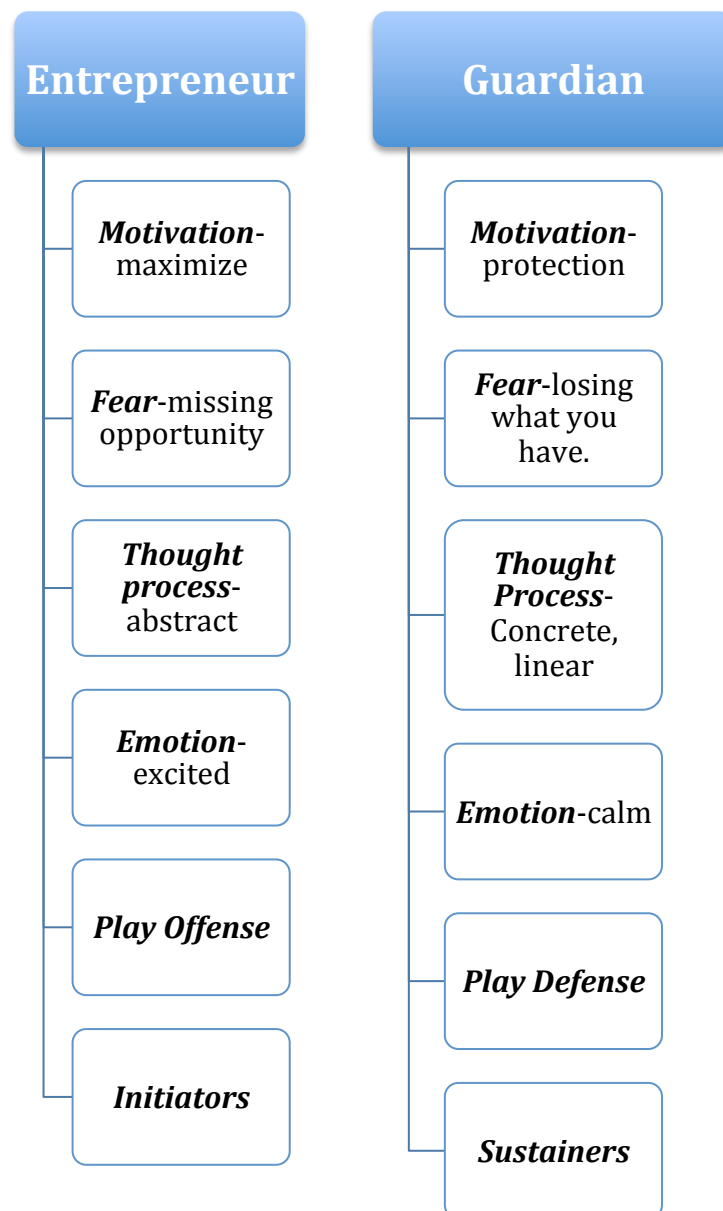 Entrepreneur
Motivation-
maximize
Fear-missing
opportunity
Thought
process-
abstract
Emotion-
excited
Play Offense
Initiators
Guardian
Motivation-
protection
Fear-losing
what you
have.
Thought
Process-
Concrete,
linear
Emotion-calm
Play Defense
Sustainers